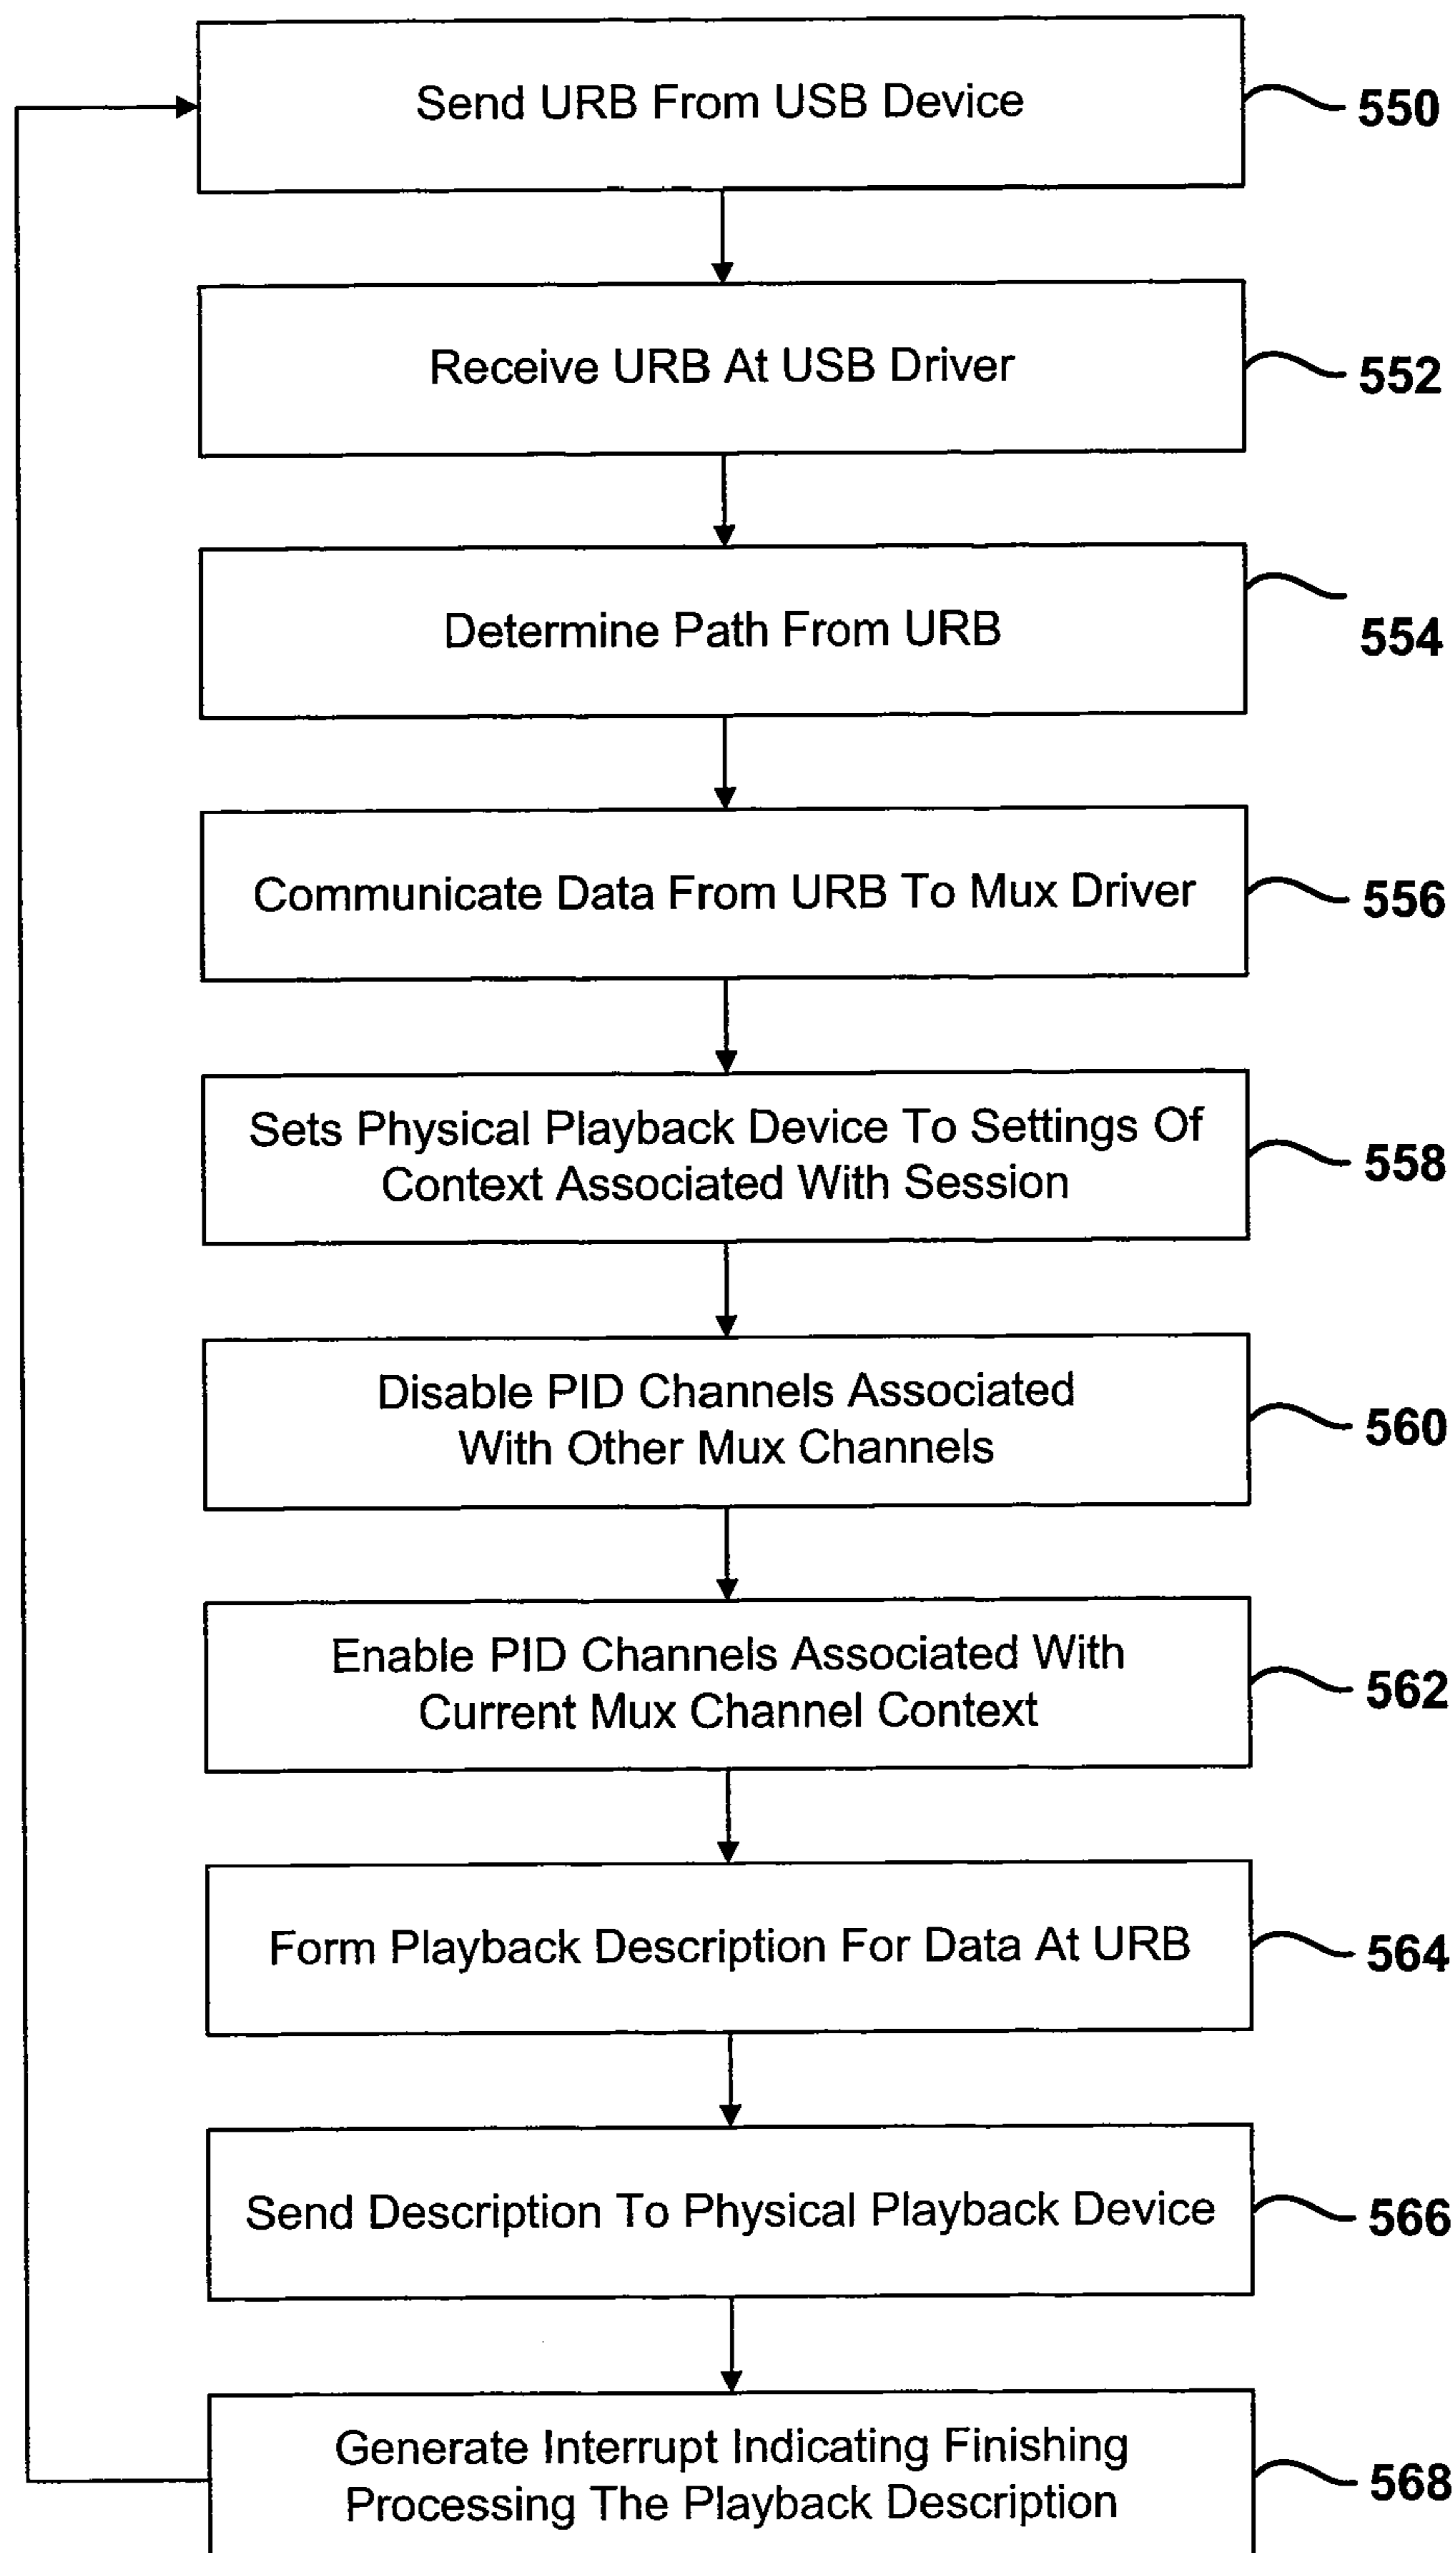 Send URB From USB Device
550
Receive URB At USB Driver
552
Determine Path From URB
554
Communicate Data From URB To Mux Driver
556
Sets Physical Playback Device To Settings Of
Context Associated With Session
558
Disable PID Channels Associated
With Other Mux Channels
560
Enable PID Channels Associated With
Current Mux Channel Context
562
Form Playback Description For Data At URB
564
Send Description To Physical Playback Device
566
Generate Interrupt Indicating Finishing
Processing The Playback Description
568